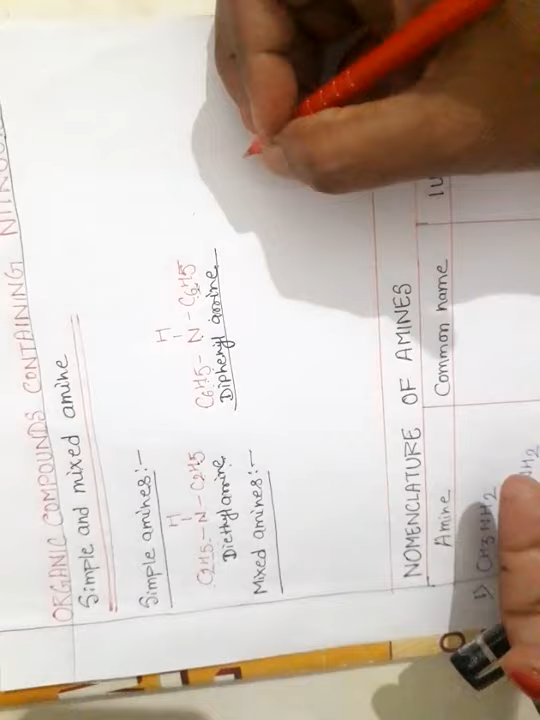 ORGANIC COMPOUNDS CONTAINING
Simple and mixed amine
Simple amines:-
H H
C2H5-N-C2H5 C6H5-N-C6H5
Diethylamine Diphenyl amine
Mixed amines:-
NOMENCLATURE OF AMINES
Amine Common name IU
1) CH3NH2